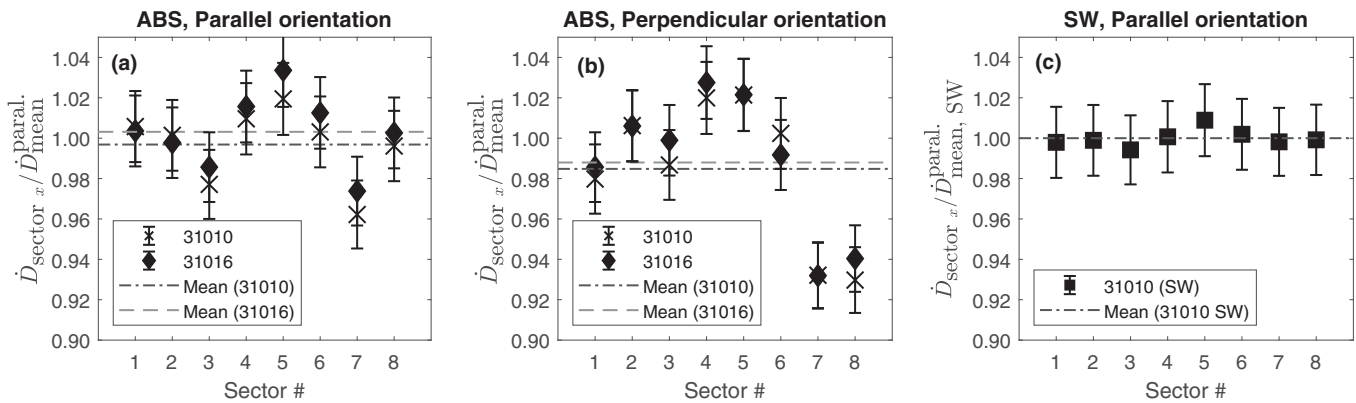 ABS, Parallel orientation
(a)
Ḋsector x/Ḋparal.mean
1.04
1.02
1.00
0.98
0.96
0.94
0.92
0.90
31010
31016
Mean (31010)
Mean (31016)
1 2 3 4 5 6 7 8
Sector #
ABS, Perpendicular orientation
(b)
Ḋsector x/Ḋparal.mean
1.04
1.02
1.00
0.98
0.96
0.94
0.92
0.90
31010
31016
Mean (31010)
Mean (31016)
1 2 3 4 5 6 7 8
Sector #
SW, Parallel orientation
(c)
Ḋsector x/Ḋparal.mean, SW
1.04
1.02
1.00
0.98
0.96
0.94
0.92
0.90
31010 (SW)
Mean (31010 SW)
1 2 3 4 5 6 7 8
Sector #